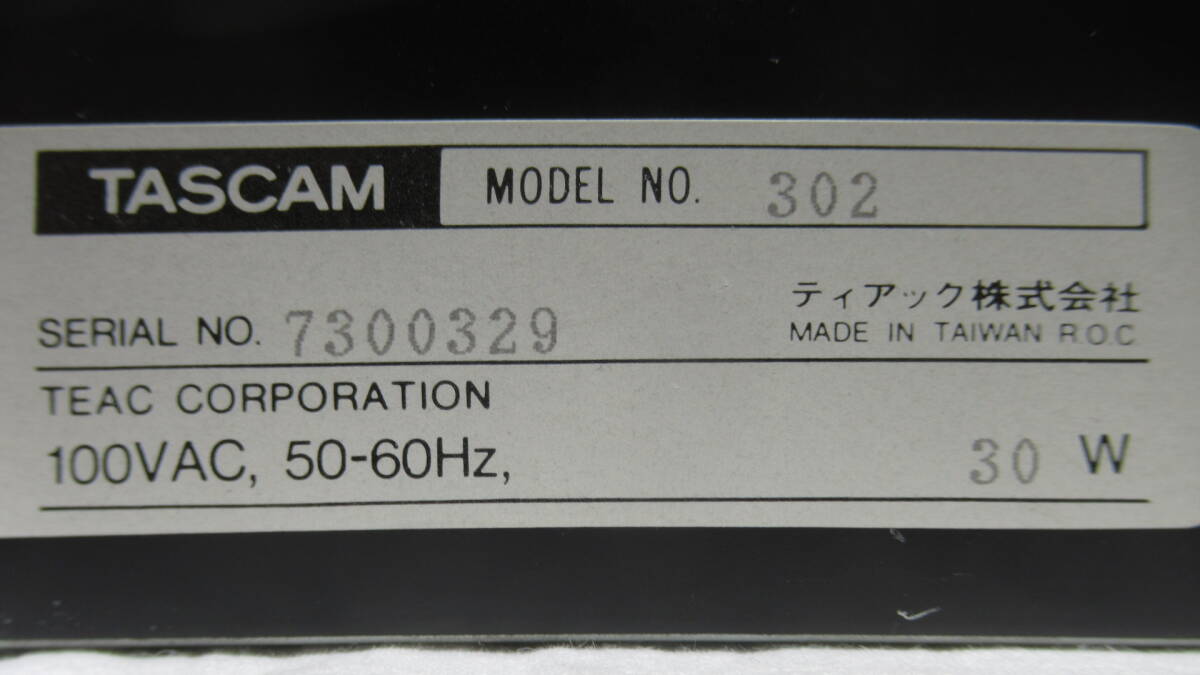 TASCAM MODEL NO. 302
ティアック株式会社
SERIAL NO. 7300329 MADE IN TAIWAN R.O.C
TEAC CORPORATION
100VAC, 50-60Hz, 30 W